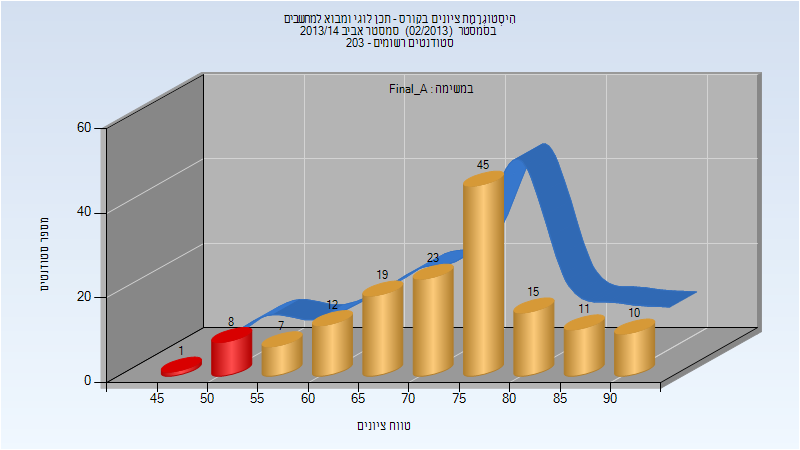 היסטוגרמת ציונים בקורס - תכן לוגי ומבוא למחשבים
בסמסטר (02/2013) סמסטר אביב 2013/14
סטודנטים רשומים - 203
במשימה : Final_A
מספר סטודנטים
60
40
20
0
1
8
7
12
19
23
45
15
11
10
45 50 55 60 65 70 75 80 85 90
טווח ציונים